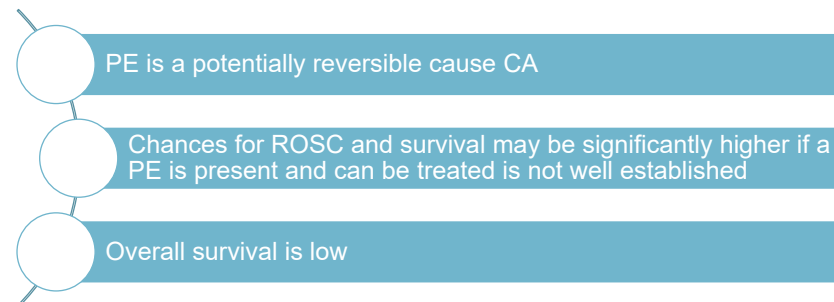 PE is a potentially reversible cause CA
Chances for ROSC and survival may be significantly higher if a
PE is present and can be treated is not well established
Overall survival is low